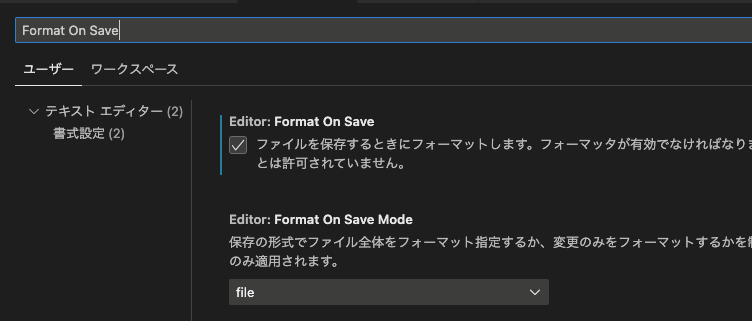 Format On Save
ユーザー ワークスペース
テキスト エディター (2)
書式設定 (2)
Editor: Format On Save
ファイルを保存するときにフォーマットします。フォーマッタが有効でなければなりま
とは許可されていません。
Editor: Format On Save Mode
保存の形式でファイル全体をフォーマット指定するか、変更のみをフォーマットするかを
のみ適用されます。
file